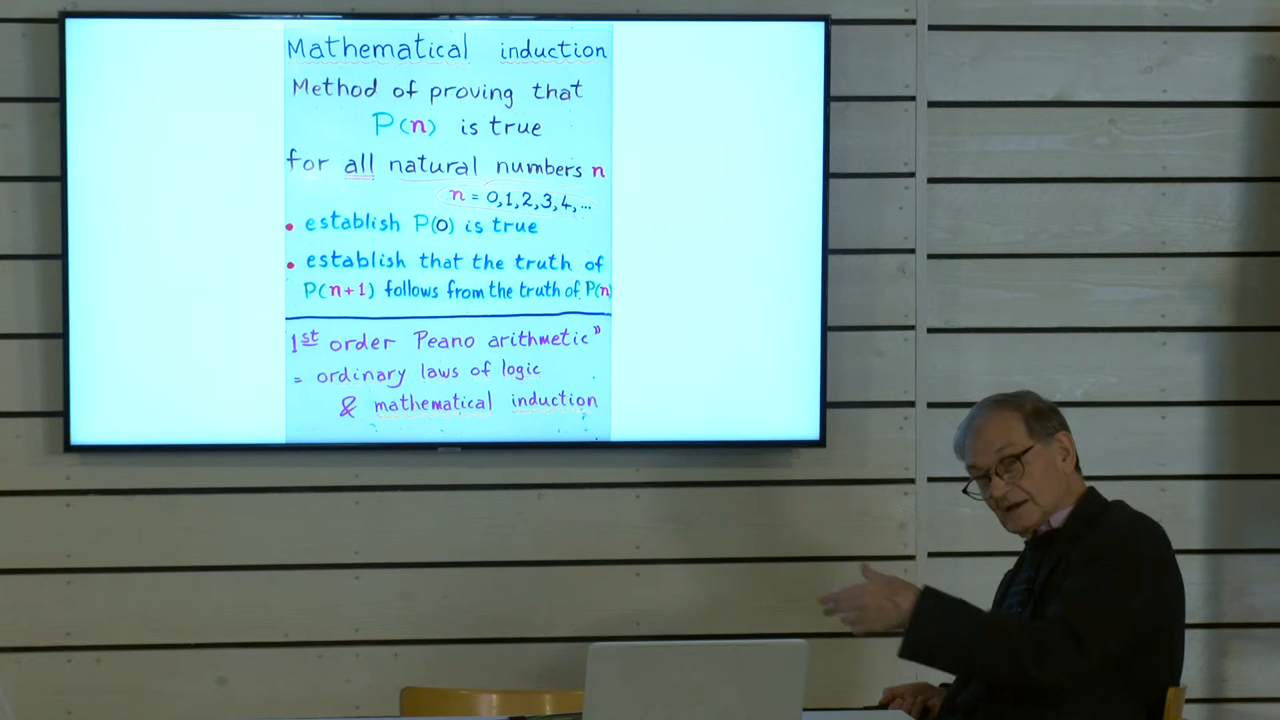 Mathematical induction
Method of proving that
P(n) is true
for all natural numbers n
n = 0,1,2,3,4,...
• establish P(0) is true
• establish that the truth of
P(n+1) follows from the truth of P(n)
1st order Peano arithmetic"
= ordinary laws of logic
& mathematical induction